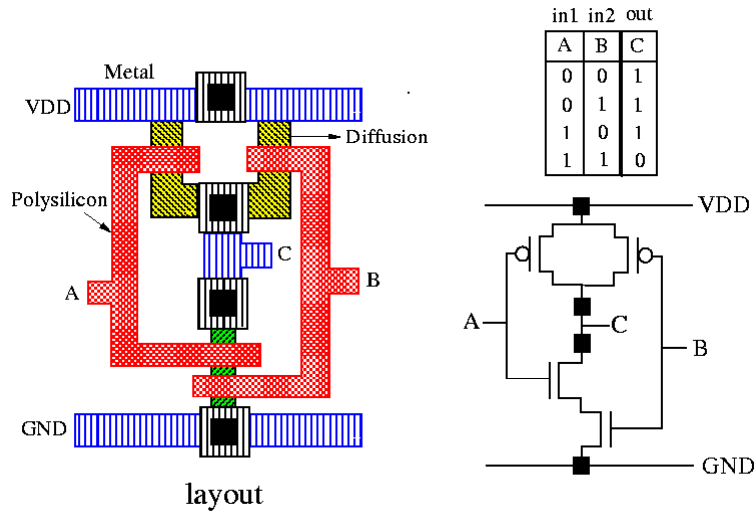 Metal
VDD
Diffusion
Polysilicon
A
C
B
GND
layout
in1 in2 out
A B C
0 0 1
0 1 1
1 0 1
1 1 0
VDD
A
C
B
GND